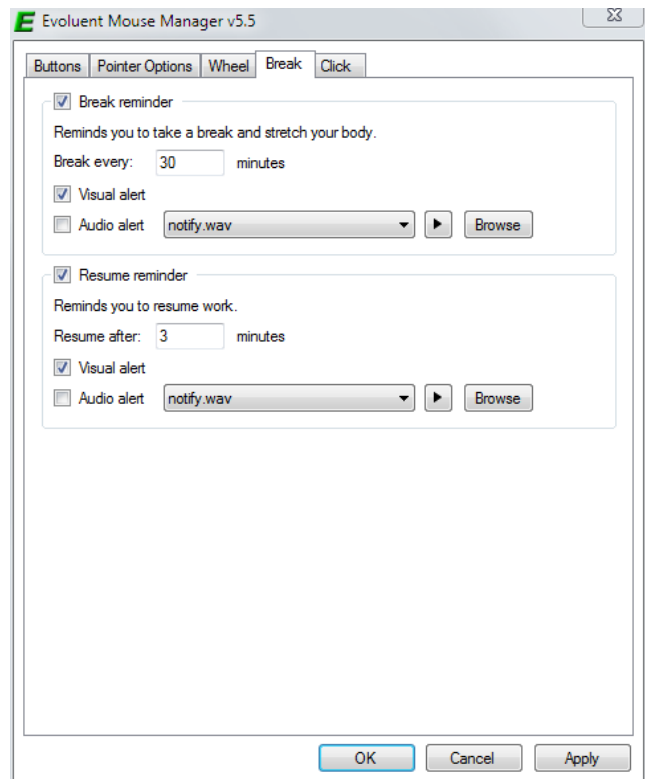 Evoluent Mouse Manager v5.5
Buttons Pointer Options Wheel Break Click
Break reminder
Reminds you to take a break and stretch your body.
Break every: 30 minutes
Visual alert
Audio alert notify.wav Browse
Resume reminder
Reminds you to resume work.
Resume after: 3 minutes
Visual alert
Audio alert notify.wav Browse
OK Cancel Apply